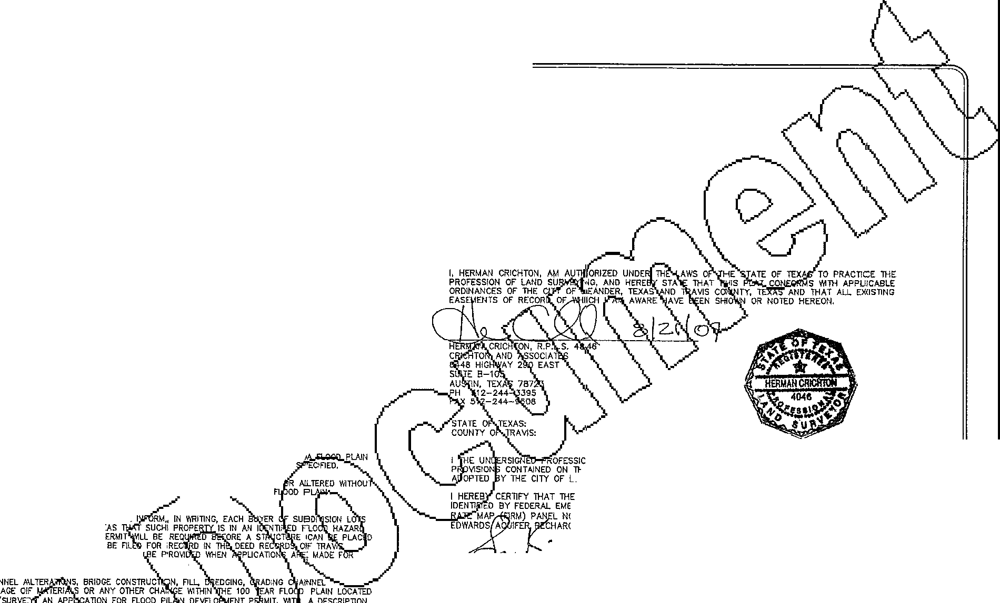 I, HERMAN CRICHTON, AM AUTHORIZED UNDER THE LAWS OF THE STATE OF TEXAS TO PRACTICE THE
PROFESSION OF LAND SURVEYING, AND HEREBY STATE THAT THIS PLAT CONFORMS WITH APPLICABLE
ORDINANCES OF THE CITY OF LEANDER, TEXAS AND TRAVIS COUNTY, TEXAS AND THAT ALL EXISTING
EASEMENTS OF RECORD OF WHICH I AM AWARE HAVE BEEN SHOWN OR NOTED HEREON.
HERMAN CRICHTON, R.P.L.S. 4046
CRICHTON AND ASSOCIATES
6448 HIGHWAY 290 EAST
SUITE B-105
AUSTIN, TEXAS 78723
PH 512-244-3395
FAX 512-244-9508
STATE OF TEXAS
REGISTERED
HERMAN CRICHTON
4046
PROFESSIONAL
LAND SURVEYOR
STATE OF TEXAS:
COUNTY OF TRAVIS:
I THE UNDERSIGNED PROFESSIC
PROVISIONS CONTAINED ON TH
ADOPTED BY THE CITY OF L
I HEREBY CERTIFY THAT THE
IDENTIFIED BY FEDERAL EME
RATE MAP (FIRM) PANEL NO
EDWARDS AQUIFER RECHARG
A FLOOD PLAIN
SPECIFIED.
OR ALTERED WITHOUT
FLOOD PLAIN
INFORM, IN WRITING, EACH BUYER OF SUBDIVISION LOTS
AS THAT SUCH PROPERTY IS IN AN IDENTIFIED FLOOD HAZARD
ERMIT WILL BE REQUIRED BEFORE A STRUCTURE CAN BE PLACED
BE FILED FOR RECORD IN THE DEED RECORDS OF TRAVIS
BE PROVIDED WHEN APPLICATIONS ARE MADE FOR
NNEL ALTERATIONS, BRIDGE CONSTRUCTION, FILL, DREDGING, GRADING CHANNEL
AGE OF MATERIALS OR ANY OTHER CHANGE WITHIN THE 100 YEAR FLOOD PLAIN LOCATED
SURVEY AN APPLICATION FOR FLOOD PLAIN DEVELOPMENT PERMIT, WITH A DESCRIPTION
ocument